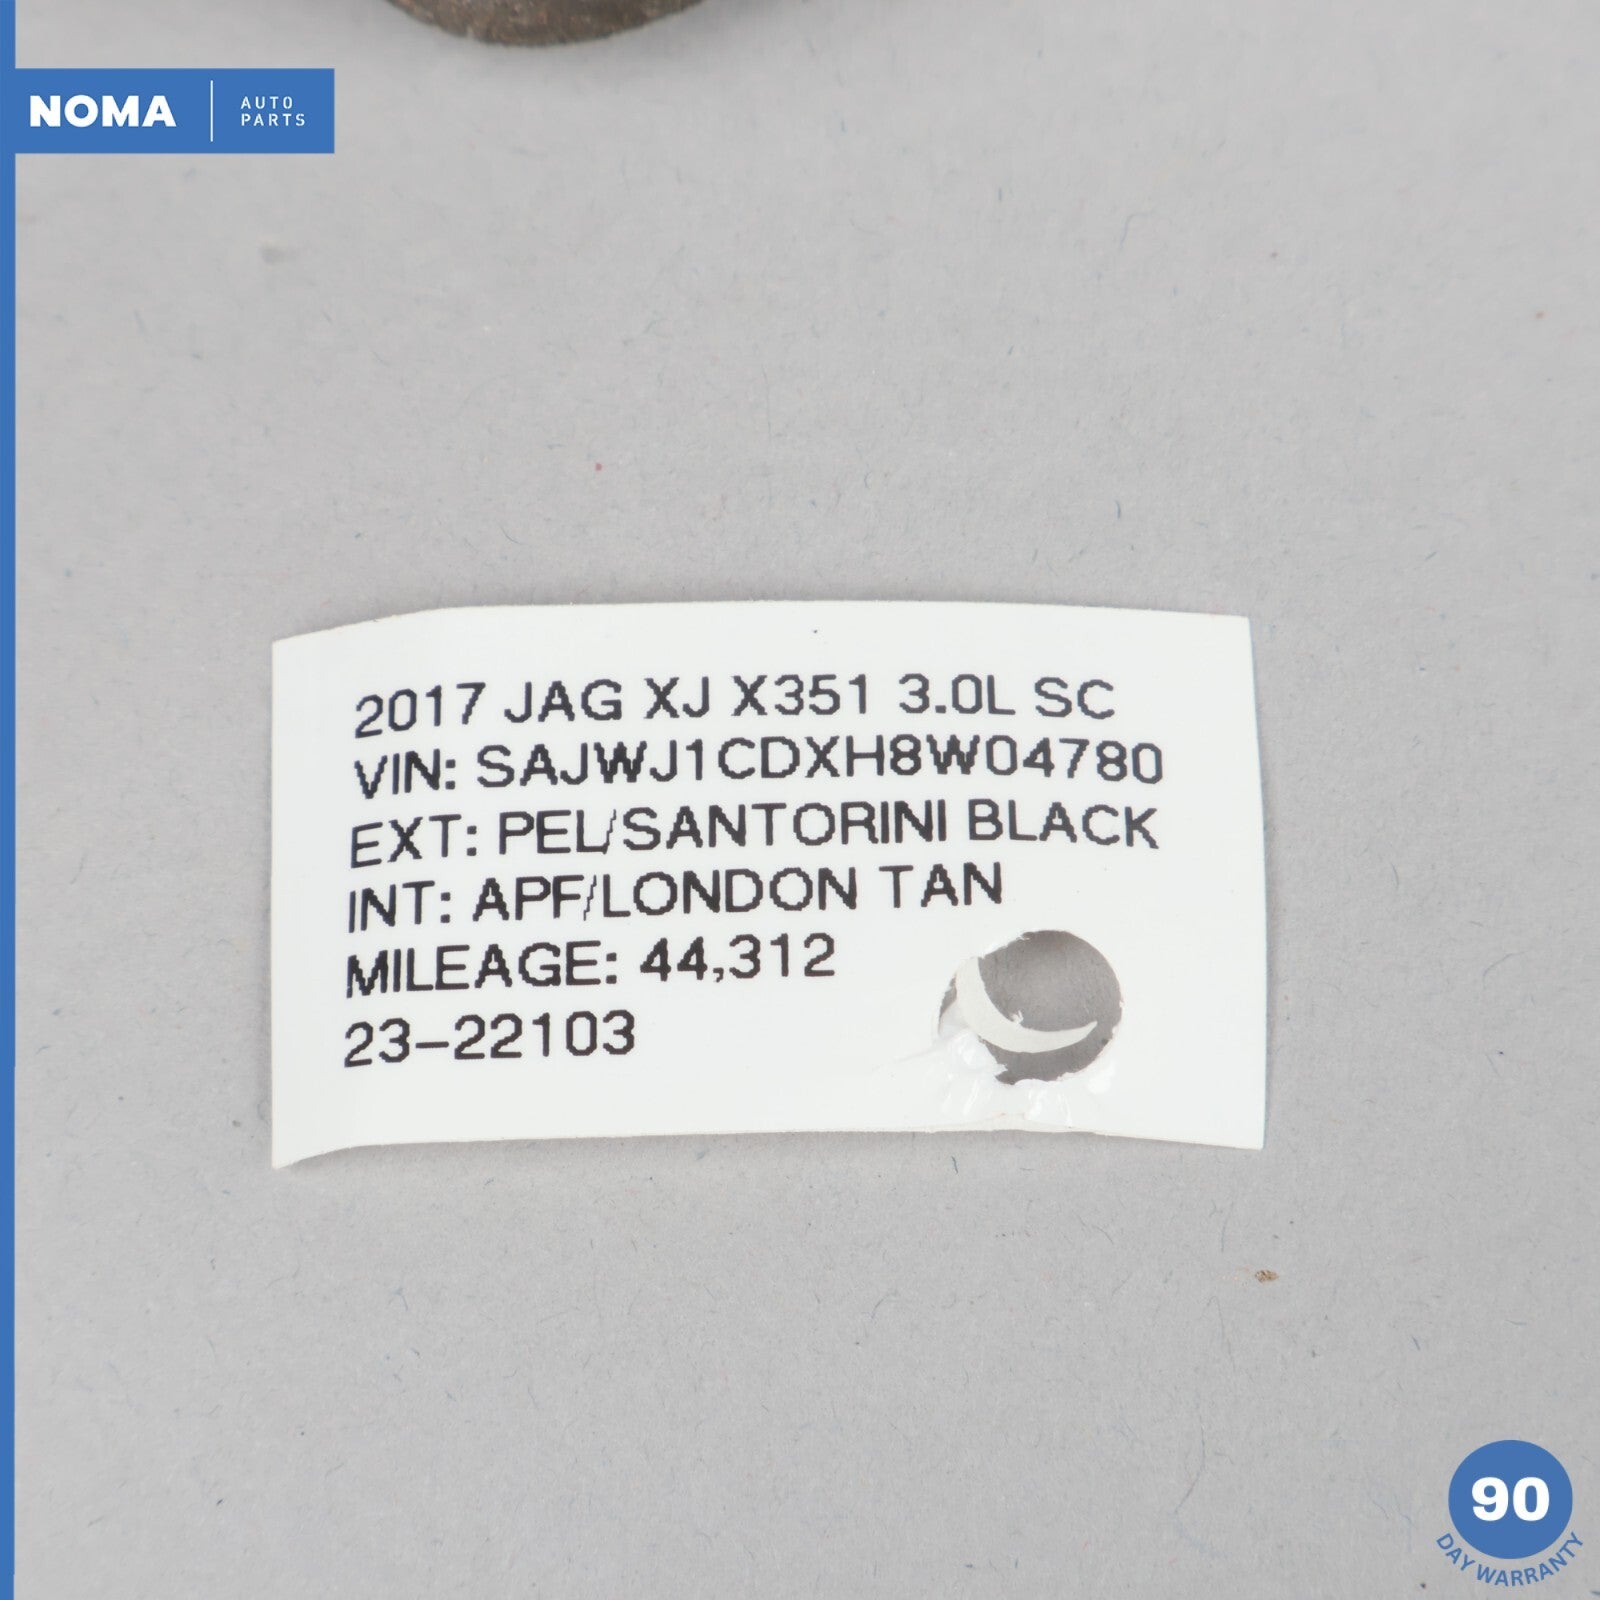 NOMA
AUTO
PARTS
2017 JAG XJ X351 3.0L SC
VIN: SAJWJ1CDXH8W04780
EXT: PEL/SANTORINI BLACK
INT: APF/LONDON TAN
MILEAGE: 44,312
23-22103
90
DAY WARRANTY